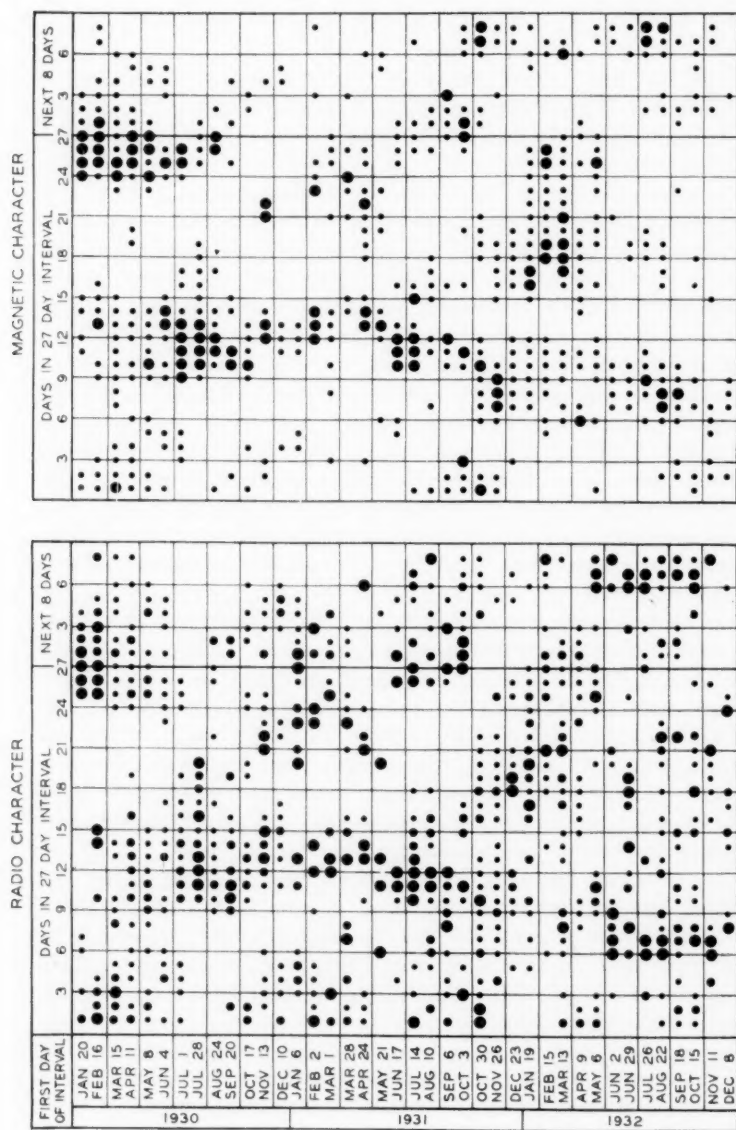 RADIO CHARACTER MAGNETIC CHARACTER
FIRST DAY OF INTERVAL
DAYS IN 27 DAY INTERVAL NEXT 8 DAYS DAYS IN 27 DAY INTERVAL NEXT 8 DAYS
3 6 9 12 15 18 21 24 27 3 6 3 6 9 12 15 18 21 24 27 3 6
1930
JAN 20
FEB 16
MAR 15
APR 11
MAY 8
JUN 4
JUL 1
JUL 28
AUG 24
SEP 20
OCT 17
NOV 13
DEC 10
1931
JAN 6
FEB 2
MAR 1
MAR 28
APR 24
MAY 21
JUN 17
JUL 14
AUG 10
SEP 6
OCT 3
OCT 30
NOV 26
DEC 23
1932
JAN 19
FEB 15
MAR 13
APR 9
MAY 6
JUN 2
JUN 29
JUL 26
AUG 22
SEP 18
OCT 15
NOV 11
DEC 8